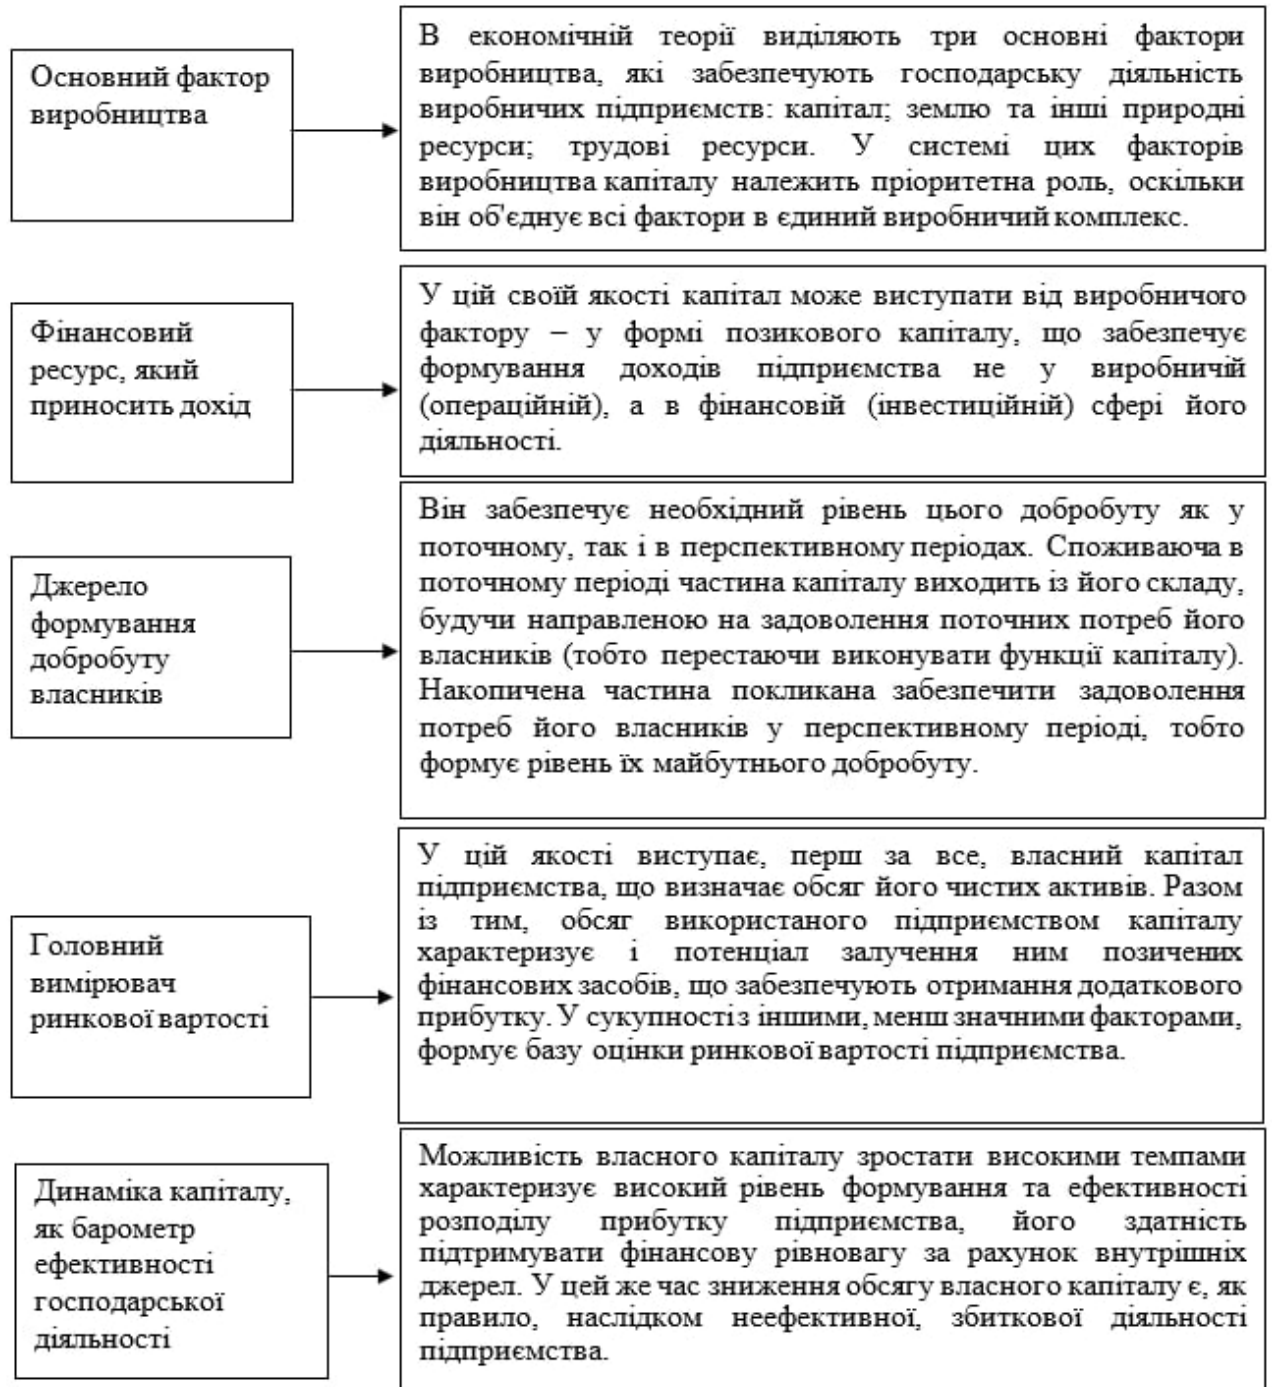 Основний фактор
виробництва
В економічній теорії виділяють три основні фактори
виробництва, які забезпечують господарську діяльність
виробничих підприємств: капітал; землю та інші природні
ресурси; трудові ресурси. У системі цих факторів
виробництва капіталу належить пріоритетна роль, оскільки
він об'єднує всі фактори в єдиний виробничий комплекс.
Фінансовий
ресурс, який
приносить дохід
У цій своїй якості капітал може виступати від виробничого
фактору – у формі позикового капіталу, що забезпечує
формування доходів підприємства не у виробничій
(операційній), а в фінансовій (інвестиційній) сфері його
діяльності.
Джерело
формування
добробуту
власників
Він забезпечує необхідний рівень цього добробуту як у
поточному, так і в перспективному періодах. Споживаюча в
поточному періоді частина капіталу виходить із його складу,
будучи направленою на задоволення поточних потреб його
власників (тобто перестаючи виконувати функції капіталу).
Накопичена частина покликана забезпечити задоволення
потреб його власників у перспективному періоді, тобто
формує рівень їх майбутнього добробуту.
Головний
вимірювач
ринкової вартості
У цій якості виступає, перш за все, власний капітал
підприємства, що визначає обсяг його чистих активів. Разом
із тим, обсяг використаного підприємством капіталу
характеризує і потенціал залучення ним позичених
фінансових засобів, що забезпечують отримання додаткового
прибутку. У сукупності з іншими, менш значними факторами,
формує базу оцінки ринкової вартості підприємства.
Динаміка капіталу,
як барометр
ефективності
господарської
діяльності
Можливість власного капіталу зростати високими темпами
характеризує високий рівень формування та ефективності
розподілу прибутку підприємства, його здатність
підтримувати фінансову рівновагу за рахунок внутрішніх
джерел. У цей же час зниження обсягу власного капіталу є, як
правило, наслідком неефективної, збиткової діяльності
підприємства.